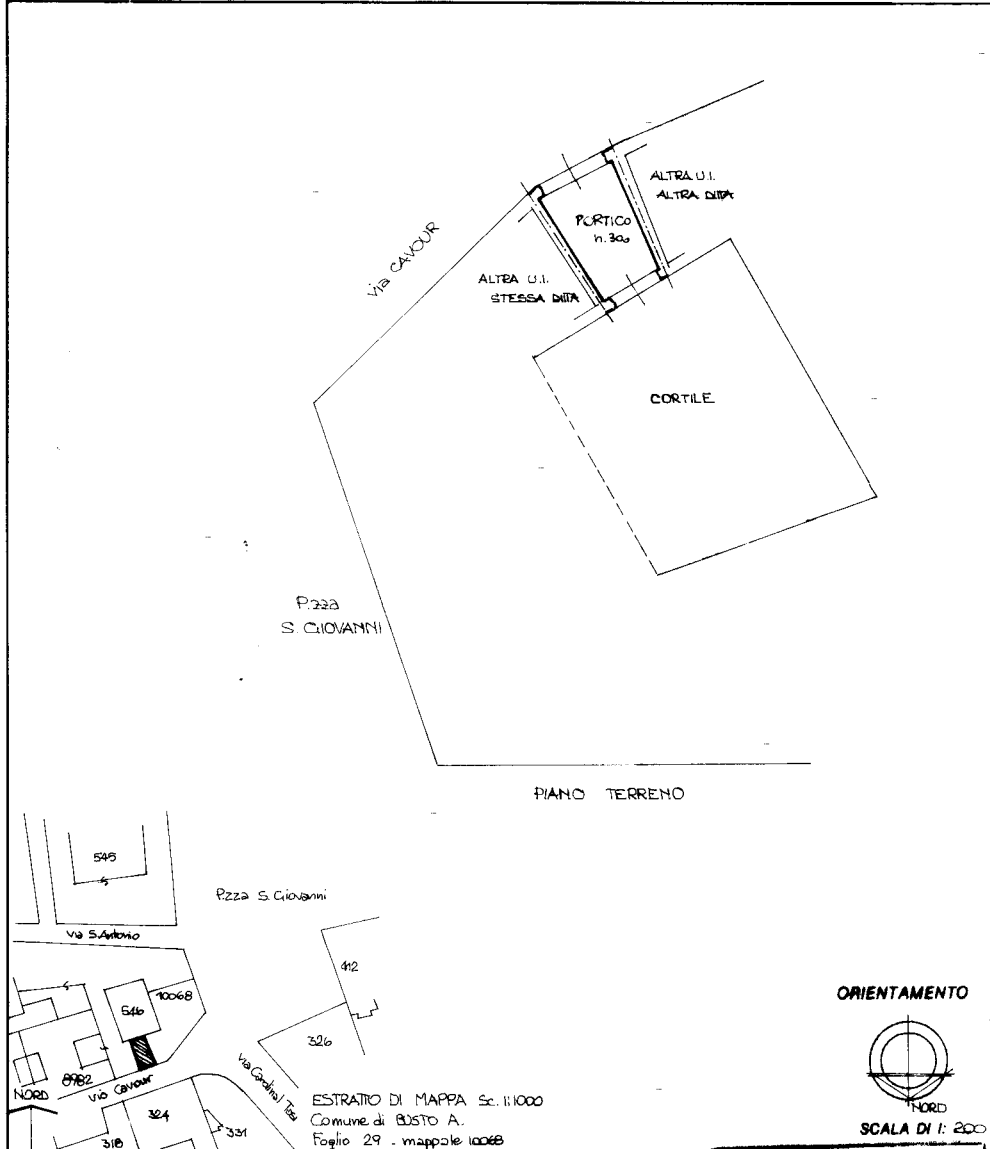 via CAVOUR
ALTRA U.I.
ALTRA DITTA
PORTICO
h. 300
ALTRA U.I.
STESSA DITTA
CORTILE
P.zza
S. GIOVANNI
PIANO TERRENO
545
P.zza S. Giovanni
via S.Antonio
412
10068
546
326
via Cardinal Tosi
8982
NORD
via Cavour
324
331
318
ESTRATTO DI MAPPA Sc. 1:1000
Comune di BUSTO A.
Foglio 29 - mappale 10068
ORIENTAMENTO
NORD
SCALA DI 1: 200